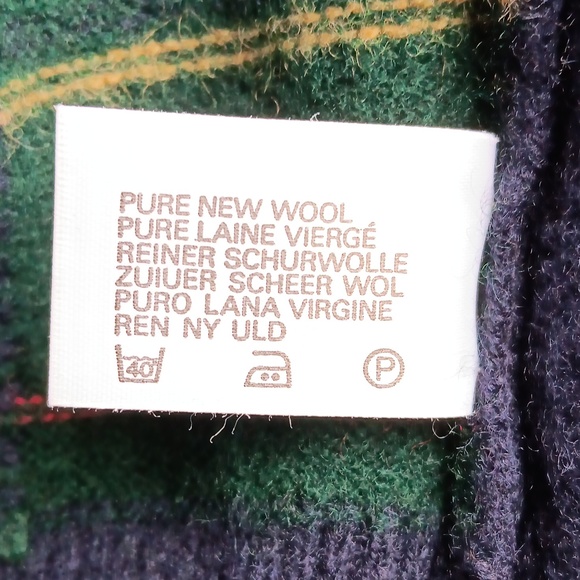 PURE NEW WOOL
PURE LAINE VIERGÉ
REINER SCHURWOLLE
ZUIUER SCHEER WOL
PURO LANA VIRGINE
REN NY ULD
40 P